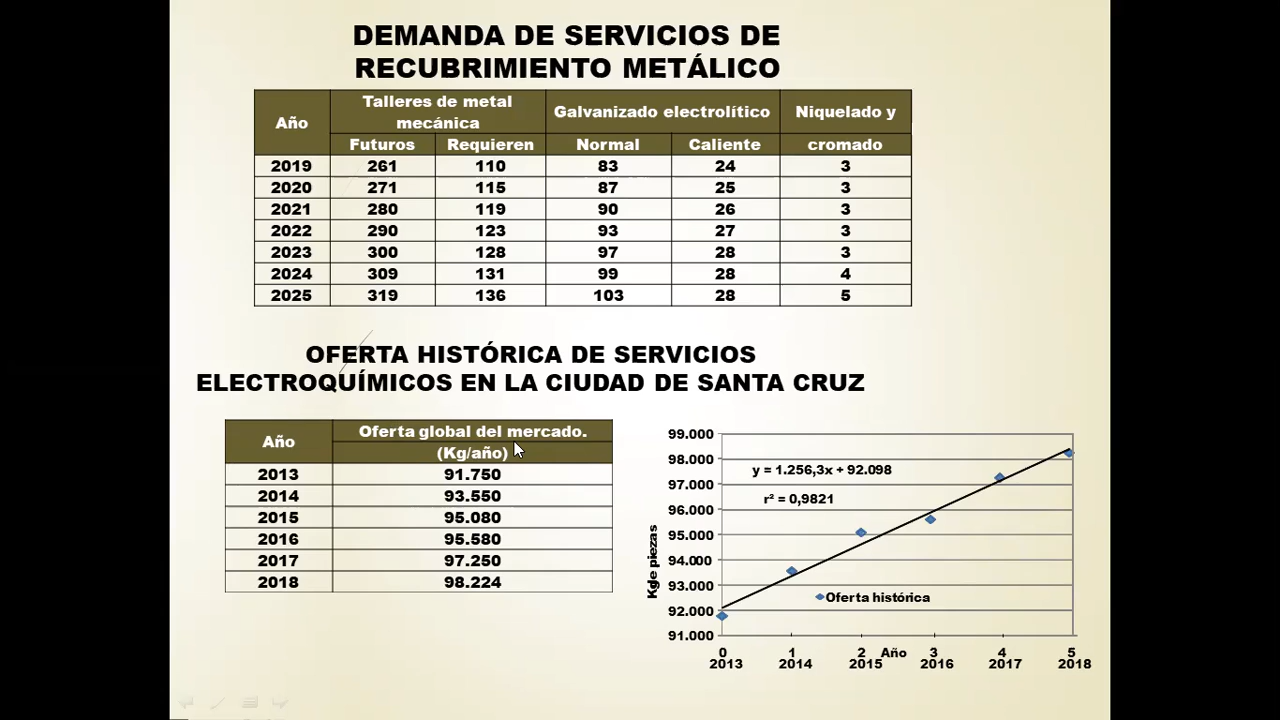 DEMANDA DE SERVICIOS DE
RECUBRIMIENTO METÁLICO
Año
Talleres de metal
mecánica
Galvanizado electrolítico
Niquelado y
cromado
Futuros Requieren Normal Caliente
2019 261 110 83 24 3
2020 271 115 87 25 3
2021 280 119 90 26 3
2022 290 123 93 27 3
2023 300 128 97 28 3
2024 309 131 99 28 4
2025 319 136 103 28 5
OFERTA HISTÓRICA DE SERVICIOS
ELECTROQUÍMICOS EN LA CIUDAD DE SANTA CRUZ
Año
Oferta global del mercado.
(Kg/año)
2013 91.750
2014 93.550
2015 95.080
2016 95.580
2017 97.250
2018 98.224
99.000
98.000
97.000
96.000
95.000
94.000
93.000
92.000
91.000
Kg de piezas
y = 1.256,3x + 92.098
r² = 0,9821
Oferta histórica
0 1 2 Año 3 4 5
2013 2014 2015 2016 2017 2018